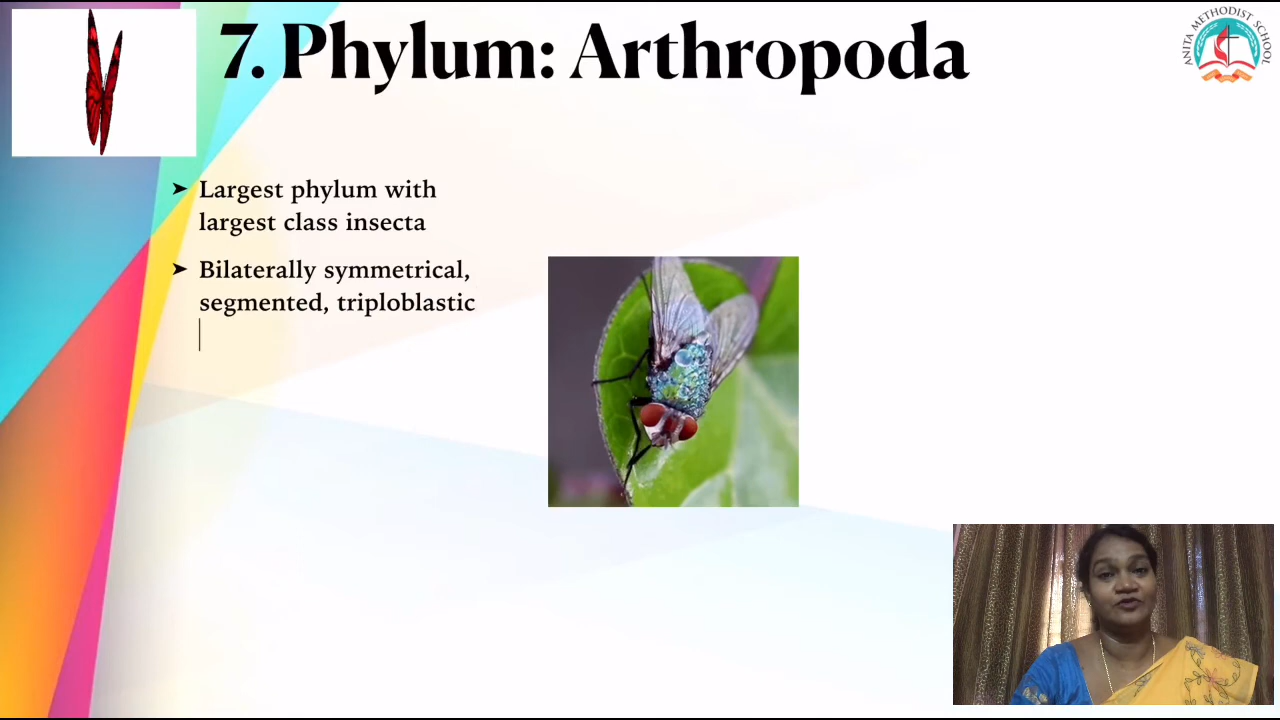 7. Phylum: Arthropoda
ANITA METHODIST SCHOOL
➤ Largest phylum with
largest class insecta
➤ Bilaterally symmetrical,
segmented, triploblastic